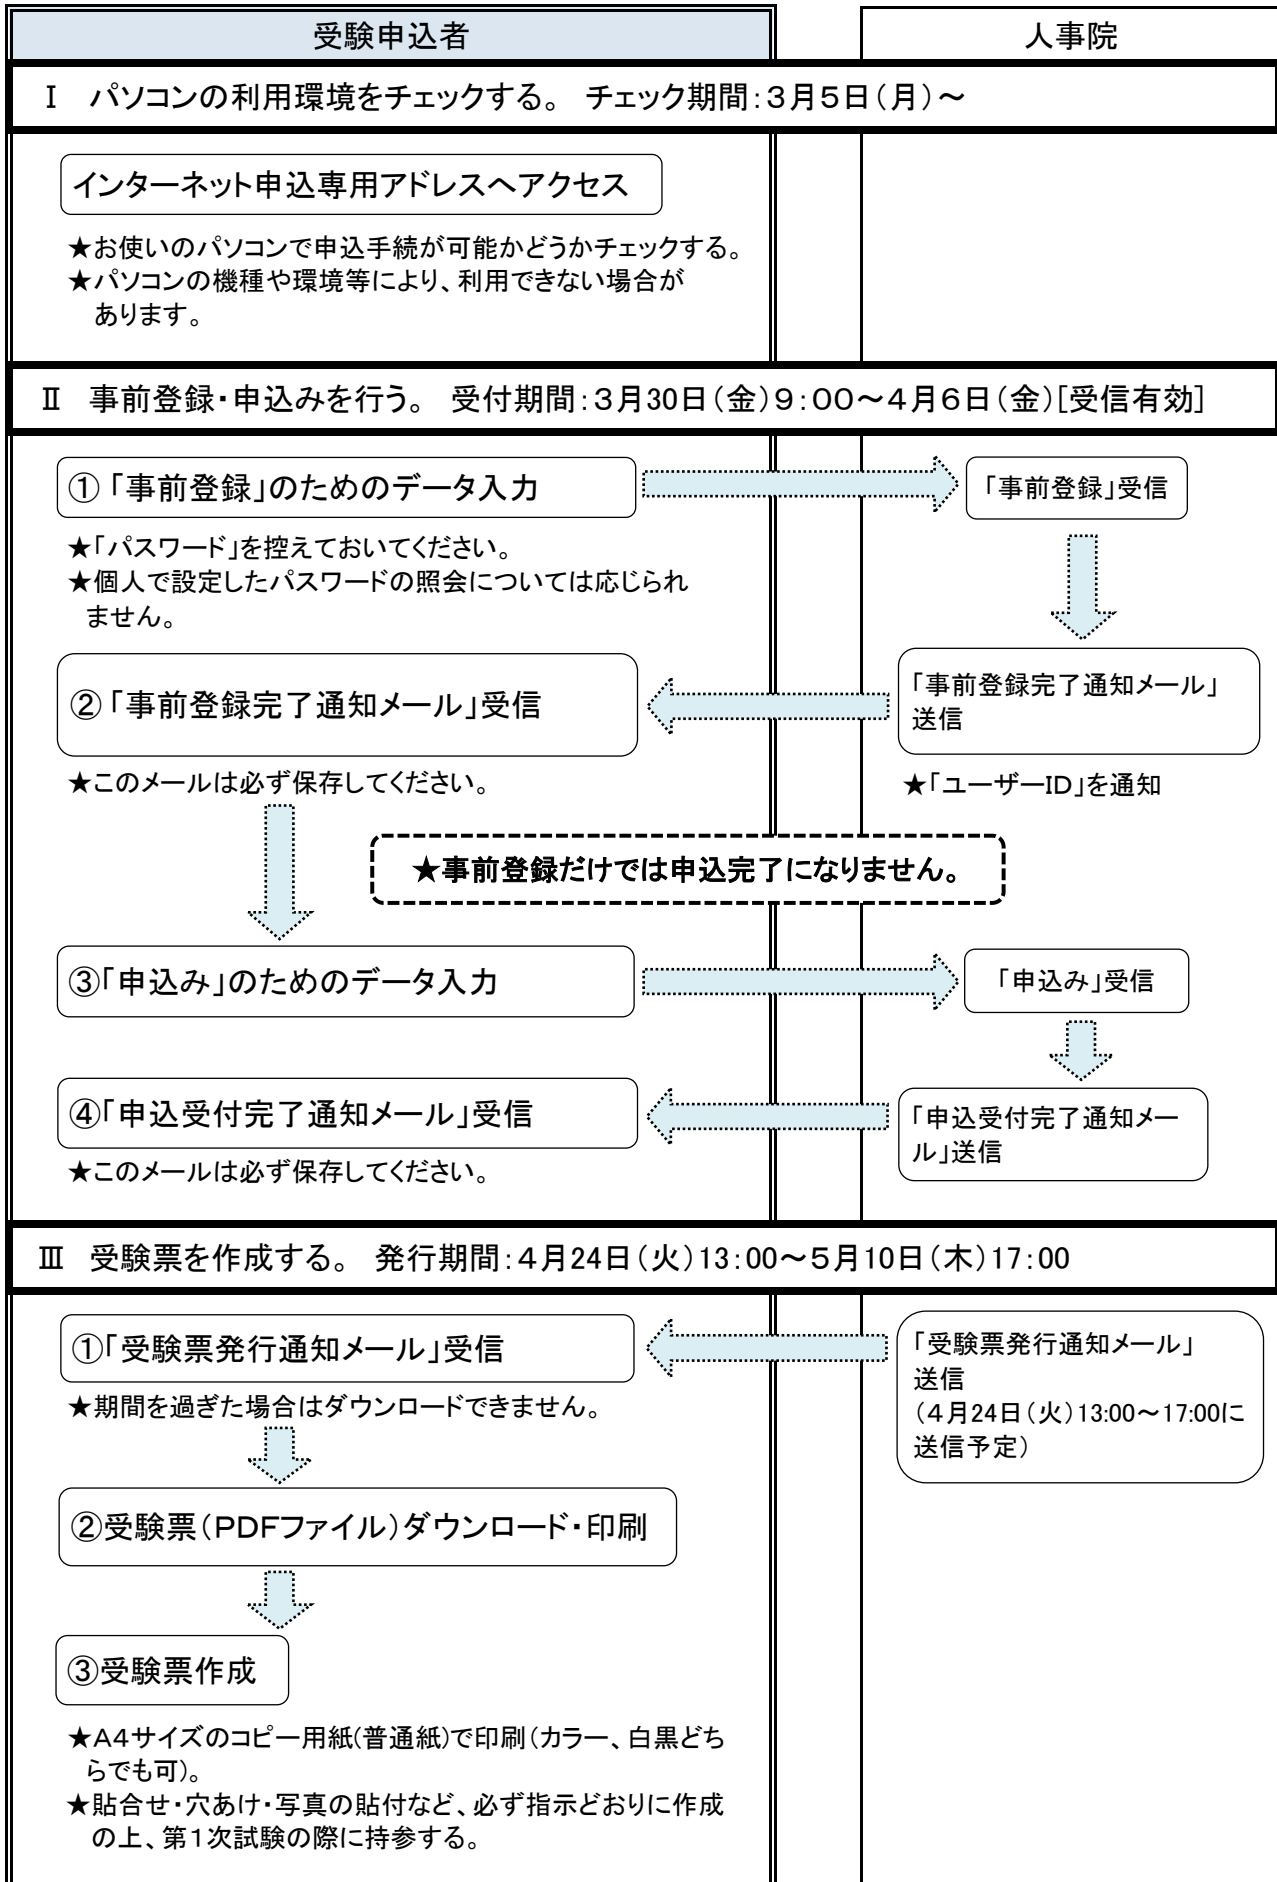 受験申込者
人事院
Ⅰ　パソコンの利用環境をチェックする。　チェック期間：３月５日（月）～
インターネット申込専用アドレスへアクセス
★お使いのパソコンで申込手続が可能かどうかチェックする。
★パソコンの機種や環境等により、利用できない場合が
あります。
Ⅱ　事前登録・申込みを行う。　受付期間：３月30日（金）９：００～４月６日（金）[受信有効]
①「事前登録」のためのデータ入力
「事前登録」受信
★「パスワード」を控えておいてください。
★個人で設定したパスワードの照会については応じられ
ません。
②「事前登録完了通知メール」受信
「事前登録完了通知メール」
送信
★このメールは必ず保存してください。
★「ユーザーID」を通知
★事前登録だけでは申込完了になりません。
③「申込み」のためのデータ入力
「申込み」受信
④「申込受付完了通知メール」受信
「申込受付完了通知メー
ル」送信
★このメールは必ず保存してください。
Ⅲ　受験票を作成する。　発行期間：４月24日（火）13：00～５月10日（木）17：00
①「受験票発行通知メール」受信
「受験票発行通知メール」
送信
（４月24日（火）13:00～17:00に
送信予定）
★期間を過ぎた場合はダウンロードできません。
②受験票（ＰＤＦファイル）ダウンロード・印刷
③受験票作成
★Ａ４サイズのコピー用紙(普通紙)で印刷（カラー、白黒どち
らでも可）。
★貼合せ・穴あけ・写真の貼付など、必ず指示どおりに作成
の上、第１次試験の際に持参する。